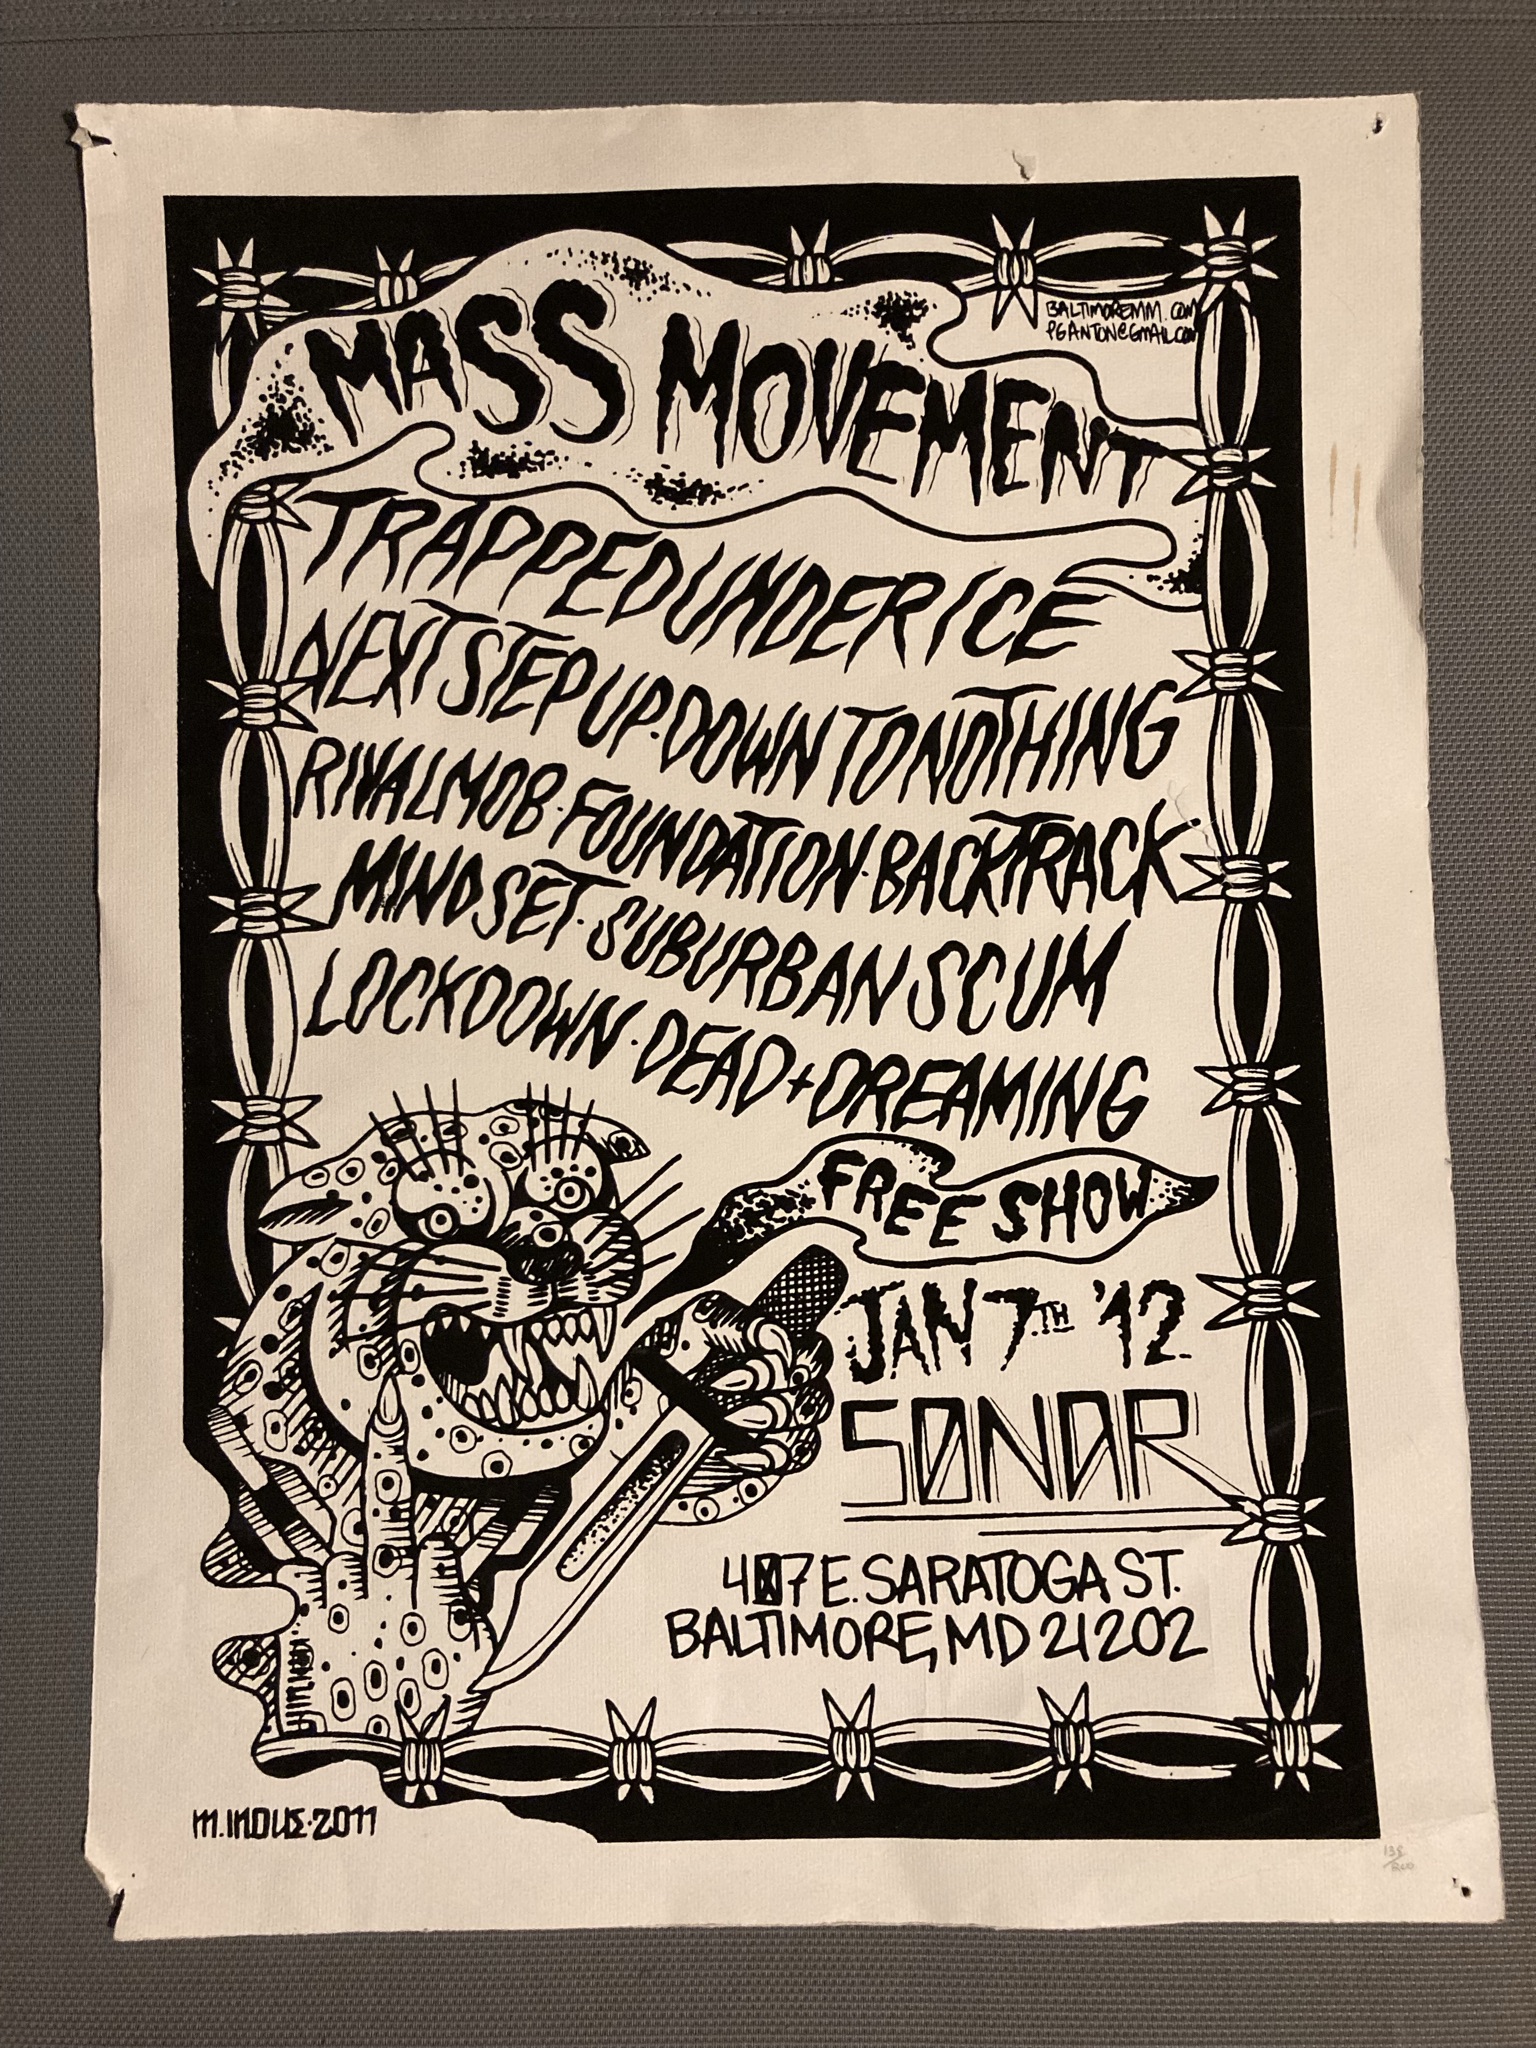 MASS MOVEMENT
BALTIMOREMM.COM
PGANTON@GMAIL.COM
TRAPPED UNDER ICE
NEXT STEP UP·DOWN TO NOTHING
RIVAL MOB·FOUNDATION·BACKTRACK
MINDSET·SUBURBAN SCUM
LOCKDOWN·DEAD+DREAMING
FREE SHOW
JAN 7TH '12
SONAR
407 E. SARATOGA ST.
BALTIMORE, MD 21202
M.INOUE·2011
/200